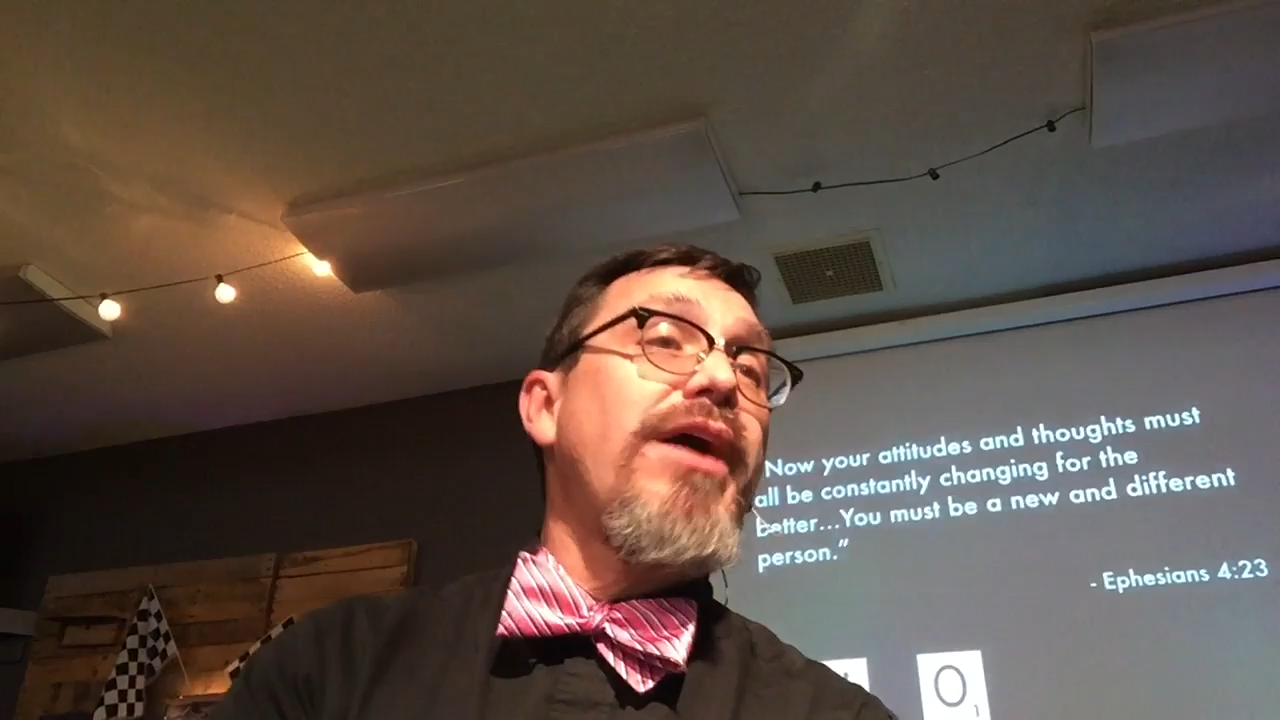 Now your attitudes and thoughts must
all be constantly changing for the
better...You must be a new and different
person.”
- Ephesians 4:23
O1